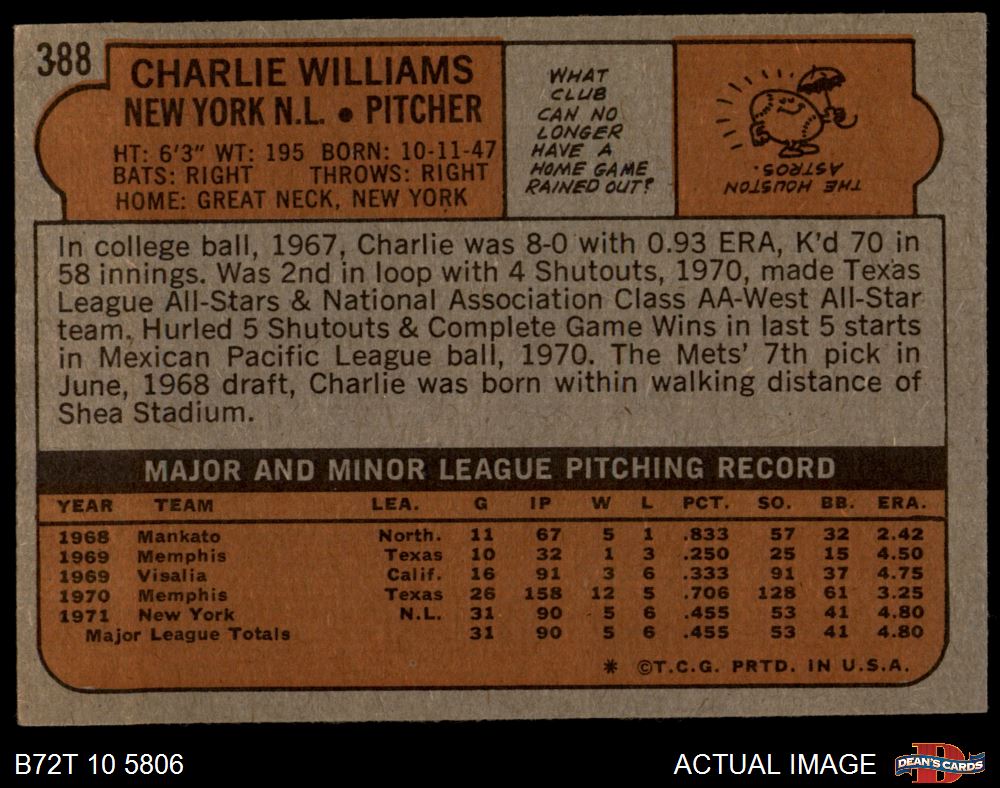 388
CHARLIE WILLIAMS
NEW YORK N.L. • PITCHER
HT: 6'3" WT: 195 BORN: 10-11-47
BATS: RIGHT THROWS: RIGHT
HOME: GREAT NECK, NEW YORK
WHAT
CLUB
CAN NO
LONGER
HAVE A
HOME GAME
RAINED OUT?
THE HOUSTON
ASTROS.
In college ball, 1967, Charlie was 8-0 with 0.93 ERA, K'd 70 in
58 innings. Was 2nd in loop with 4 Shutouts, 1970, made Texas
League All-Stars & National Association Class AA-West All-Star
team. Hurled 5 Shutouts & Complete Game Wins in last 5 starts
in Mexican Pacific League ball, 1970. The Mets' 7th pick in
June, 1968 draft, Charlie was born within walking distance of
Shea Stadium.
MAJOR AND MINOR LEAGUE PITCHING RECORD
YEAR TEAM LEA. G IP W L PCT. SO. BB. ERA.
1968 Mankato North. 11 67 5 1 .833 57 32 2.42
1969 Memphis Texas 10 32 1 3 .250 25 15 4.50
1969 Visalia Calif. 16 91 3 6 .333 91 37 4.75
1970 Memphis Texas 26 158 12 5 .706 128 61 3.25
1971 New York N.L. 31 90 5 6 .455 53 41 4.80
Major League Totals 31 90 5 6 .455 53 41 4.80
* ©T.C.G. PRTD. IN U.S.A.
B72T 10 5806
ACTUAL IMAGE
DEAN'S CARDS